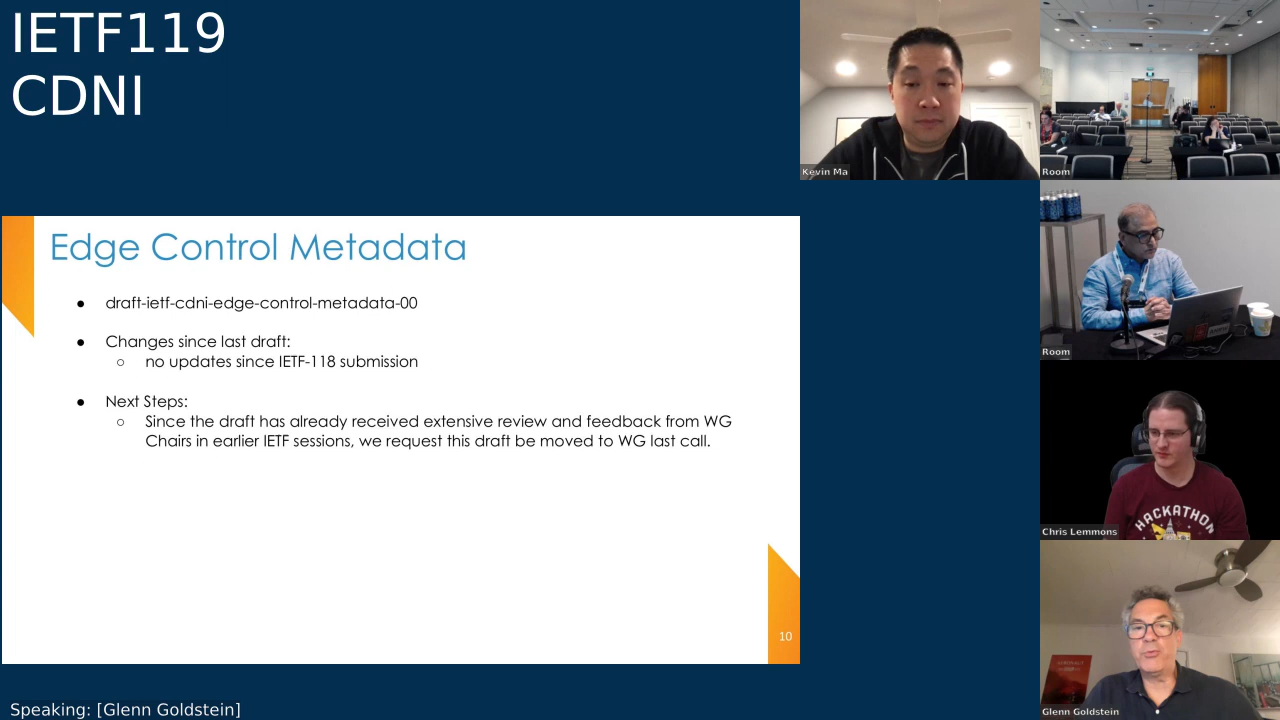 IETF119
CDNI
Kevin Ma
Room
Edge Control Metadata
● draft-ietf-cdni-edge-control-metadata-00
● Changes since last draft:
○ no updates since IETF-118 submission
● Next Steps:
○ Since the draft has already received extensive review and feedback from WG
Chairs in earlier IETF sessions, we request this draft be moved to WG last call.
10
Room
HACKATHON
Chris Lemmons
Glenn Goldstein
Speaking: [Glenn Goldstein]